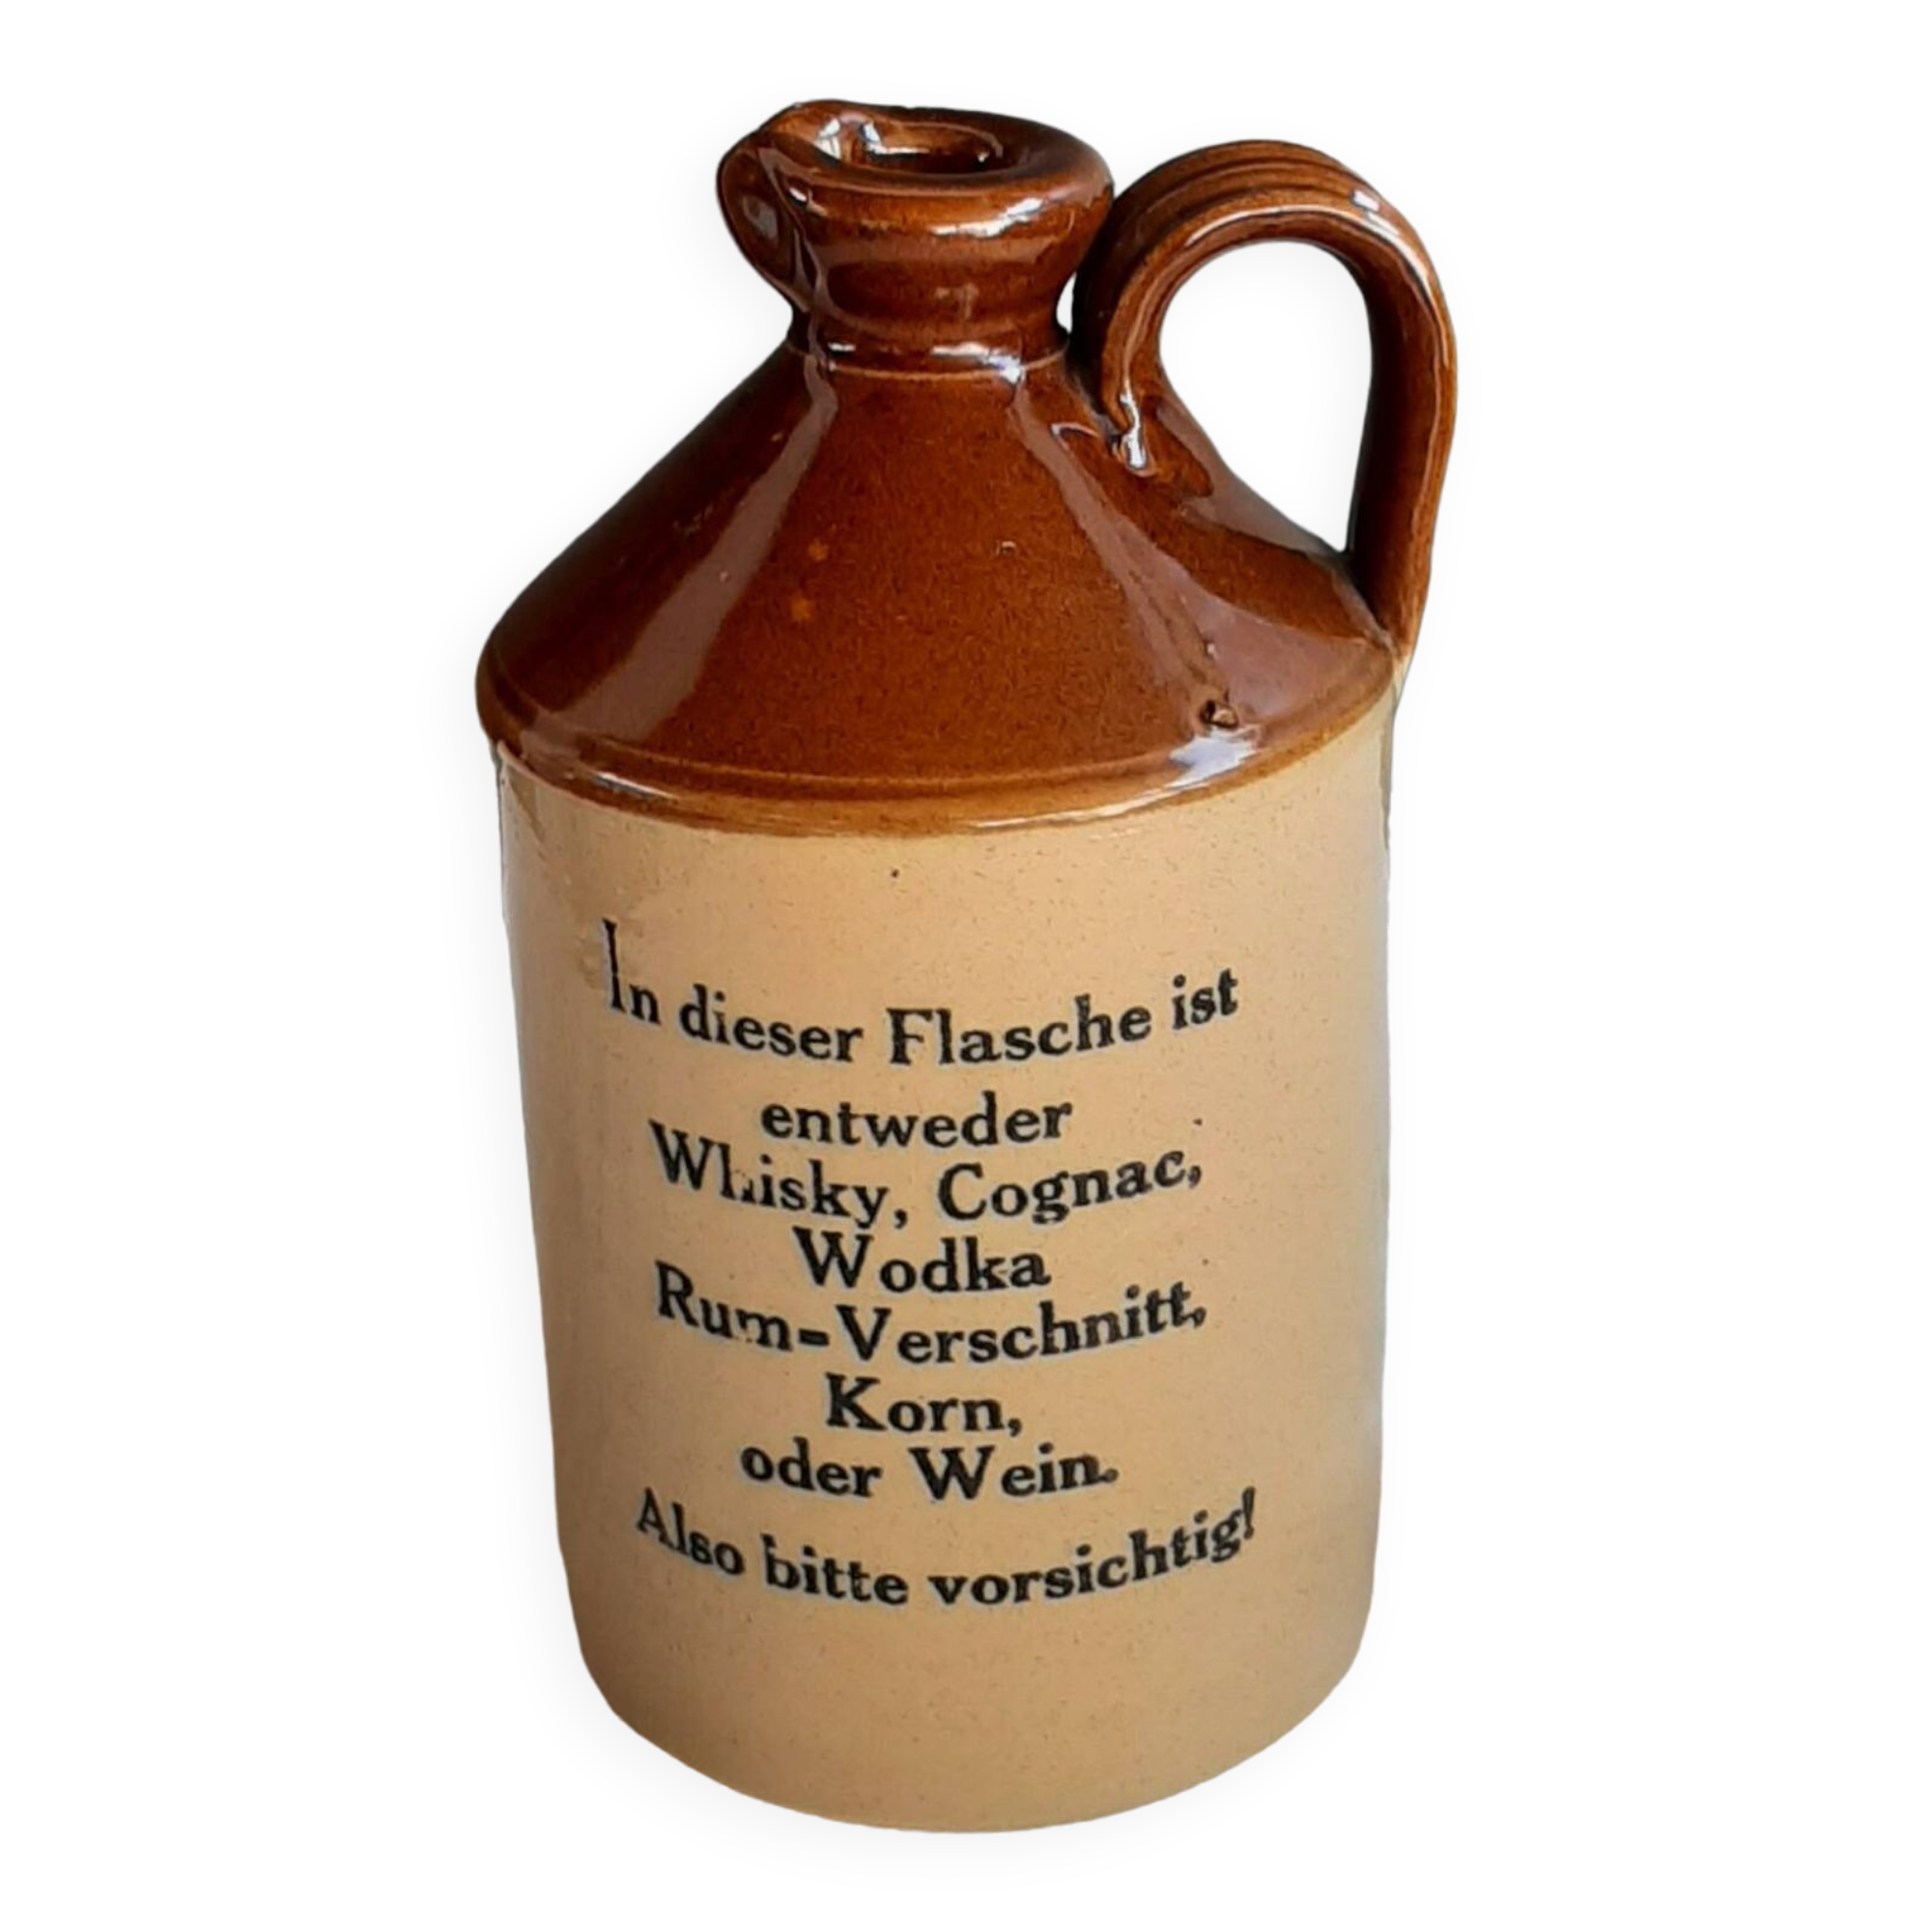 In dieser Flasche ist
entweder
Whisky, Cognac,
Wodka
Rum-Verschnitt,
Korn,
oder Wein.
Also bitte vorsichtig!